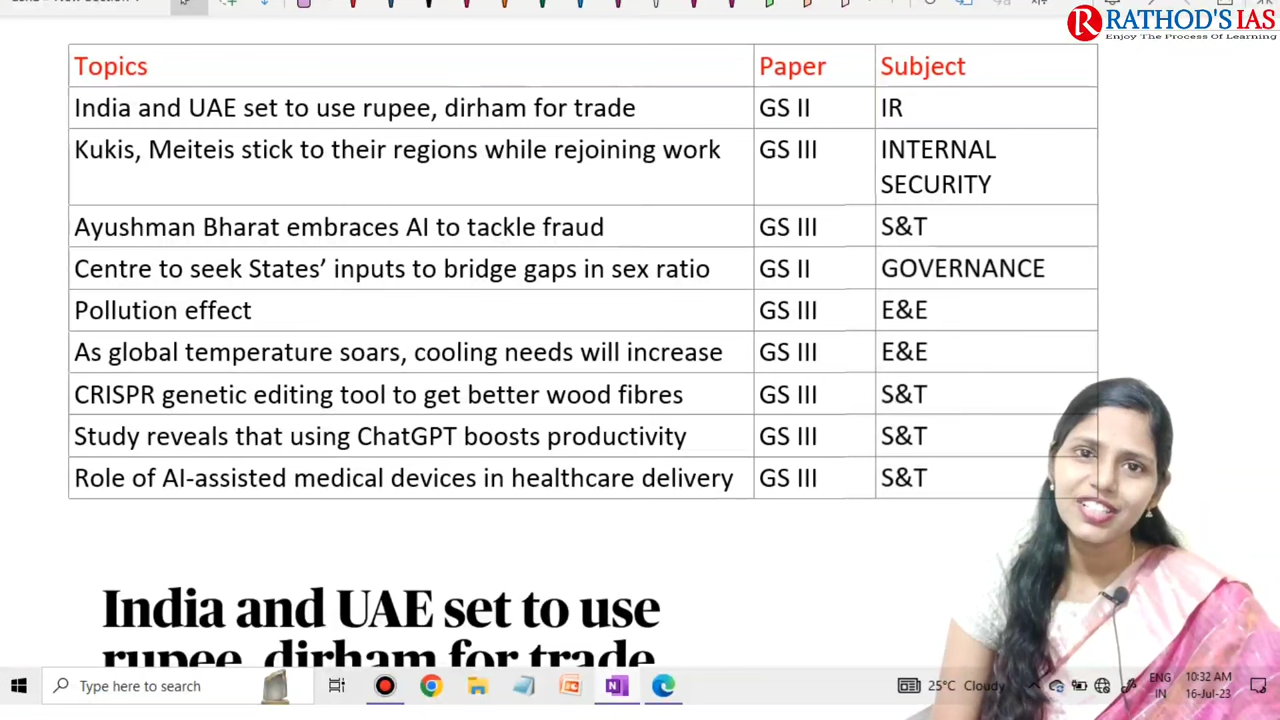 RATHOD'S IAS
Enjoy The Process Of Learning
Topics Paper Subject
India and UAE set to use rupee, dirham for trade GS II IR
Kukis, Meiteis stick to their regions while rejoining work GS III INTERNAL
SECURITY
Ayushman Bharat embraces AI to tackle fraud GS III S&T
Centre to seek States’ inputs to bridge gaps in sex ratio GS II GOVERNANCE
Pollution effect GS III E&E
As global temperature soars, cooling needs will increase GS III E&E
CRISPR genetic editing tool to get better wood fibres GS III S&T
Study reveals that using ChatGPT boosts productivity GS III S&T
Role of AI-assisted medical devices in healthcare delivery GS III S&T
India and UAE set to use
rupee, dirham for trade
Type here to search
25°C Cloudy
ENG
IN
10:32 AM
16-Jul-23